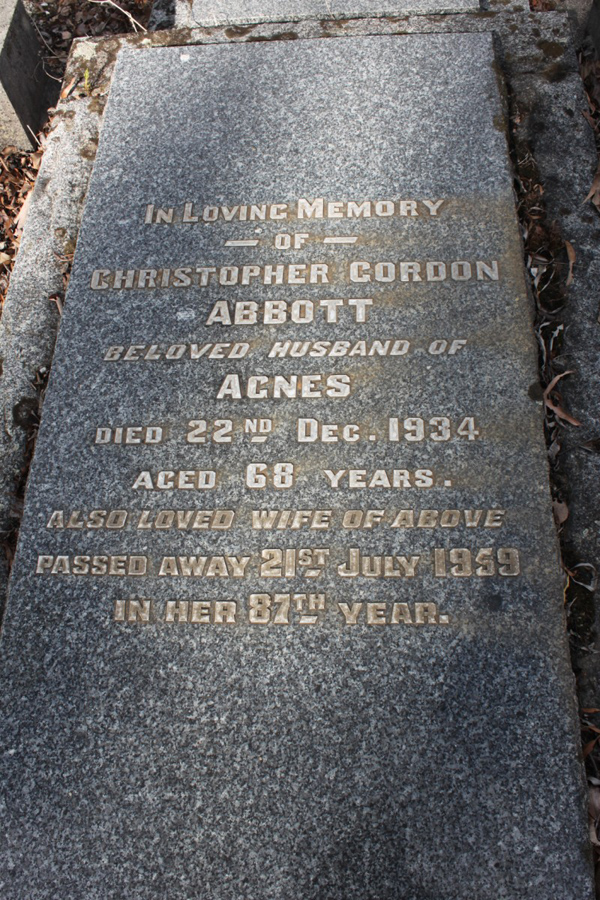 IN LOVING MEMORY
— OF —
CHRISTOPHER GORDON
ABBOTT
BELOVED HUSBAND OF
AGNES
DIED 22ND DEC. 1934
AGED 68 YEARS.
ALSO LOVED WIFE OF ABOVE
PASSED AWAY 21ST JULY 1959
IN HER 87TH YEAR.